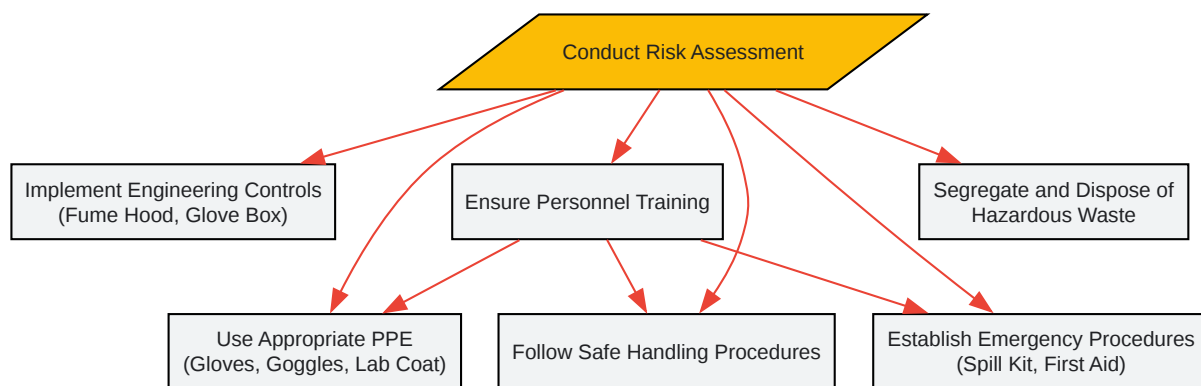 Conduct Risk Assessment
Implement Engineering Controls
(Fume Hood, Glove Box)
Ensure Personnel Training
Segregate and Dispose of
Hazardous Waste
Use Appropriate PPE
(Gloves, Goggles, Lab Coat)
Follow Safe Handling Procedures
Establish Emergency Procedures
(Spill Kit, First Aid)